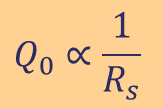 Q₀ ∝ 1/Rₛ